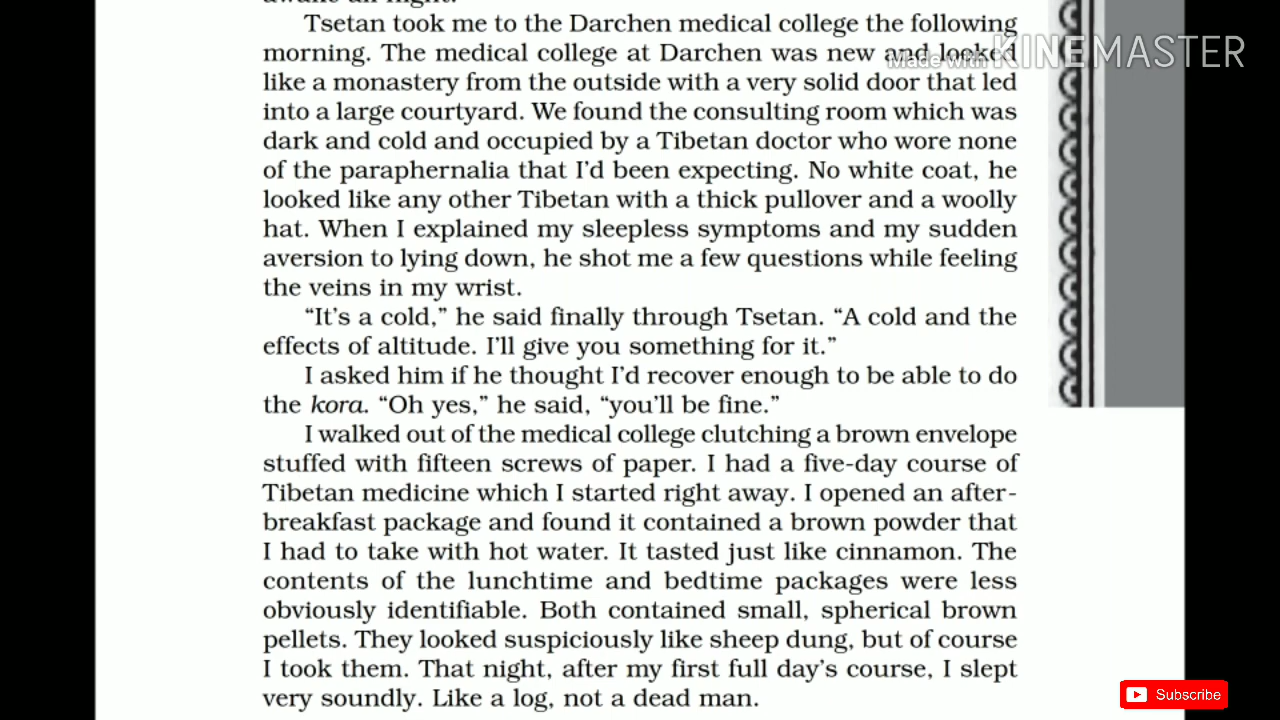 awake all night.
Tsetan took me to the Darchen medical college the following
morning. The medical college at Darchen was new and looked
Made with KINEMASTER
like a monastery from the outside with a very solid door that led
into a large courtyard. We found the consulting room which was
dark and cold and occupied by a Tibetan doctor who wore none
of the paraphernalia that I'd been expecting. No white coat, he
looked like any other Tibetan with a thick pullover and a woolly
hat. When I explained my sleepless symptoms and my sudden
aversion to lying down, he shot me a few questions while feeling
the veins in my wrist.
“It's a cold,” he said finally through Tsetan. “A cold and the
effects of altitude. I'll give you something for it.”
I asked him if he thought I'd recover enough to be able to do
the kora. “Oh yes,” he said, “you'll be fine.”
I walked out of the medical college clutching a brown envelope
stuffed with fifteen screws of paper. I had a five-day course of
Tibetan medicine which I started right away. I opened an after-
breakfast package and found it contained a brown powder that
I had to take with hot water. It tasted just like cinnamon. The
contents of the lunchtime and bedtime packages were less
obviously identifiable. Both contained small, spherical brown
pellets. They looked suspiciously like sheep dung, but of course
I took them. That night, after my first full day's course, I slept
very soundly. Like a log, not a dead man.
Subscribe